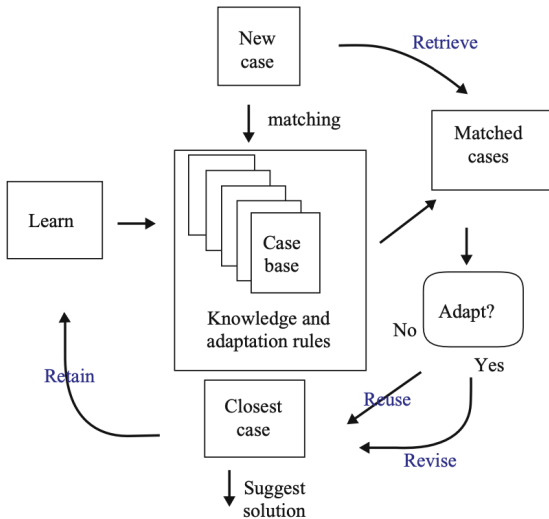 New
case
Retrieve
matching
Matched
cases
Learn
Case
base
Knowledge and
adaptation rules
Adapt?
No
Yes
Retain
Closest
case
Reuse
Revise
Suggest
solution